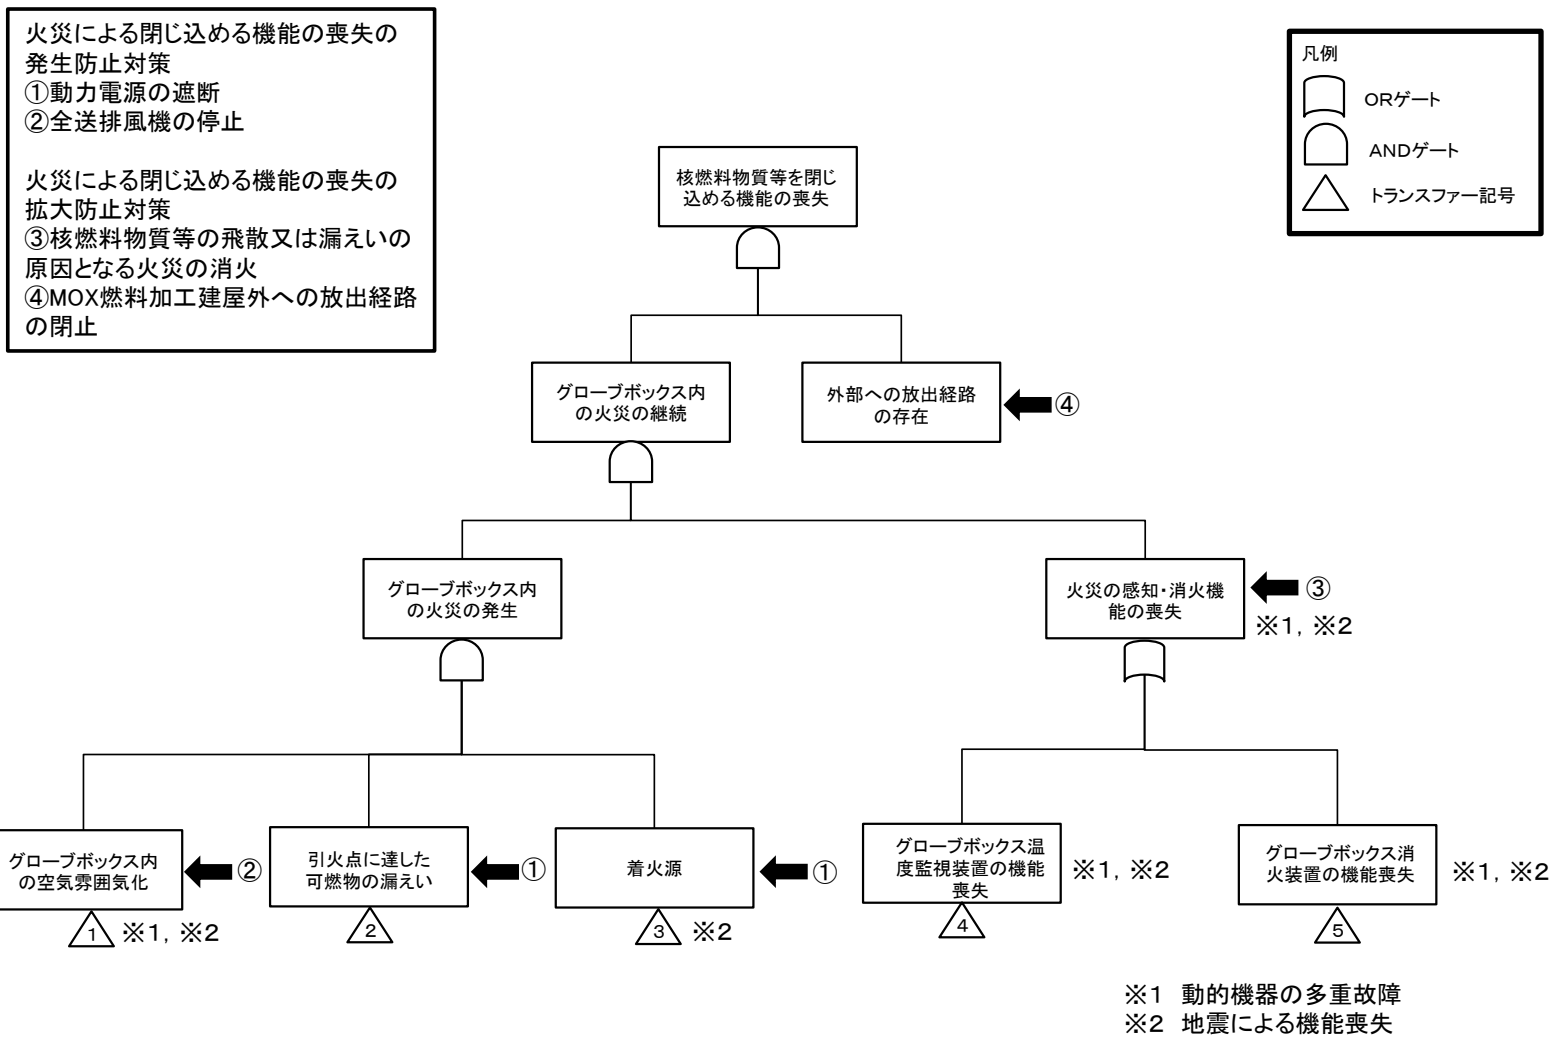 火災による閉じ込める機能の喪失の
発生防止対策
①動力電源の遮断
②全送排風機の停止
火災による閉じ込める機能の喪失の
拡大防止対策
③核燃料物質等の飛散又は漏えいの
原因となる火災の消火
④MOX燃料加工建屋外への放出経路
の閉止
凡例
ORゲート
ANDゲート
トランスファー記号
核燃料物質等を閉じ
込める機能の喪失
グローブボックス内
の火災の継続
外部への放出経路
の存在
④
グローブボックス内
の火災の発生
火災の感知・消火機
能の喪失
③
※1, ※2
グローブボックス内
の空気雰囲気化
②
1
※1, ※2
引火点に達した
可燃物の漏えい
①
2
着火源
①
3
※2
グローブボックス温
度監視装置の機能
喪失
※1, ※2
4
グローブボックス消
火装置の機能喪失
※1, ※2
5
※1 動的機器の多重故障
※2 地震による機能喪失